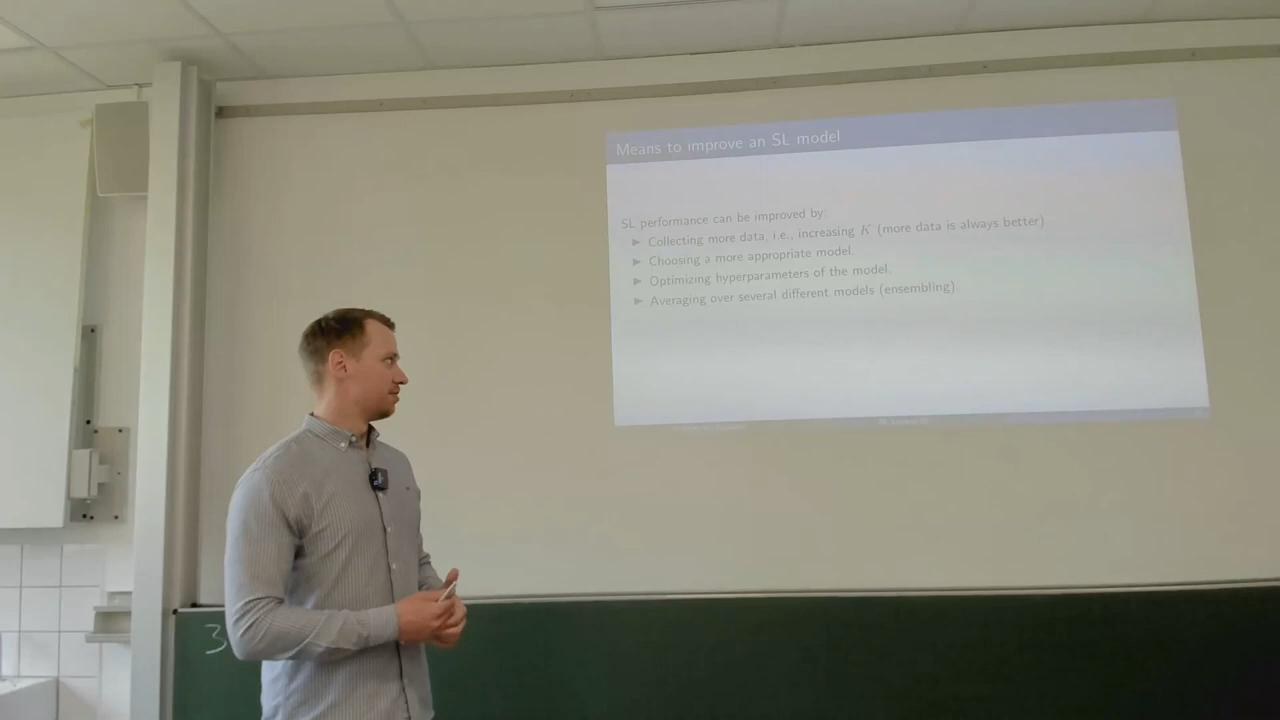 Means to improve an SL model
SL performance can be improved by:
▶ Collecting more data, i.e., increasing K (more data is always better)
▶ Choosing a more appropriate model.
▶ Optimizing hyperparameters of the model.
▶ Averaging over several different models (ensembling)
3